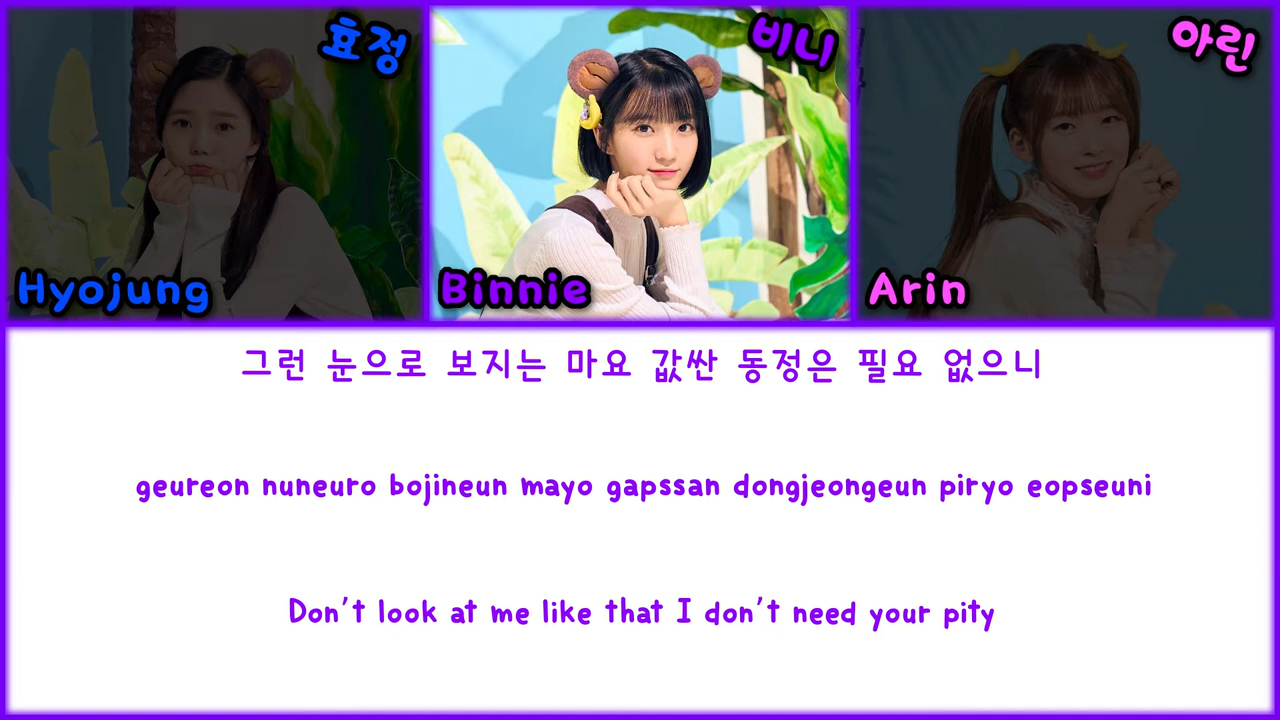 효정
비니
아린
Hyojung
Binnie
Arin
그런 눈으로 보지는 마요 값싼 동정은 필요 없으니
geureon nuneuro bojineun mayo gapssan dongjeongeun piryo eopseuni
Don't look at me like that I don't need your pity